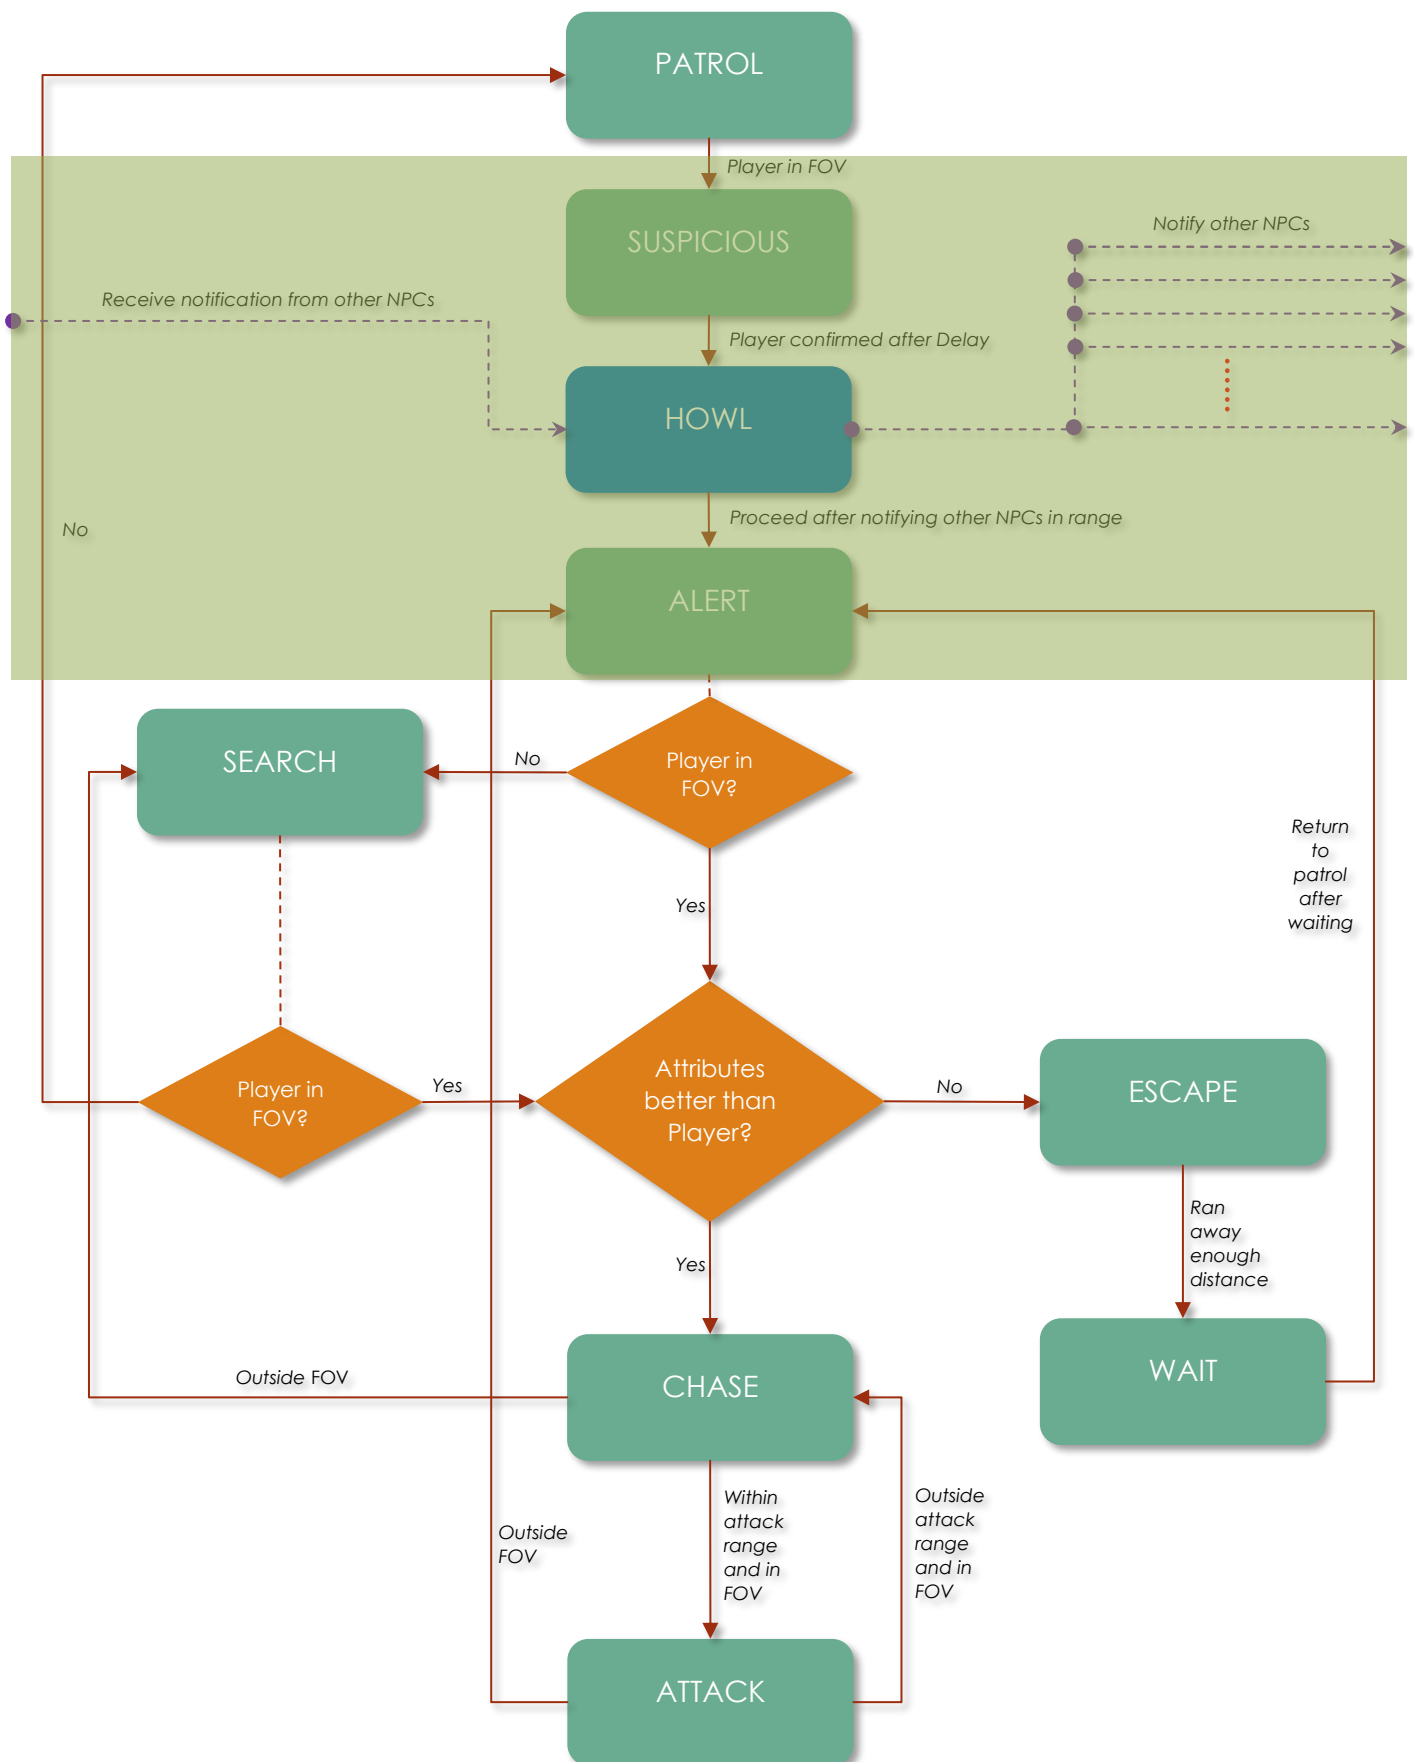 PATROL
Player in FOV
SUSPICIOUS
Notify other NPCs
Receive notification from other NPCs
Player confirmed after Delay
HOWL
Proceed after notifying other NPCs in range
No
ALERT
SEARCH
No
Player in
FOV?
Return
to
patrol
after
waiting
Yes
Player in
FOV?
Yes
Attributes
better than
Player?
No
ESCAPE
Ran
away
enough
distance
Yes
Outside FOV
CHASE
WAIT
Outside
FOV
Within
attack
range
and in
FOV
Outside
attack
range
and in
FOV
ATTACK